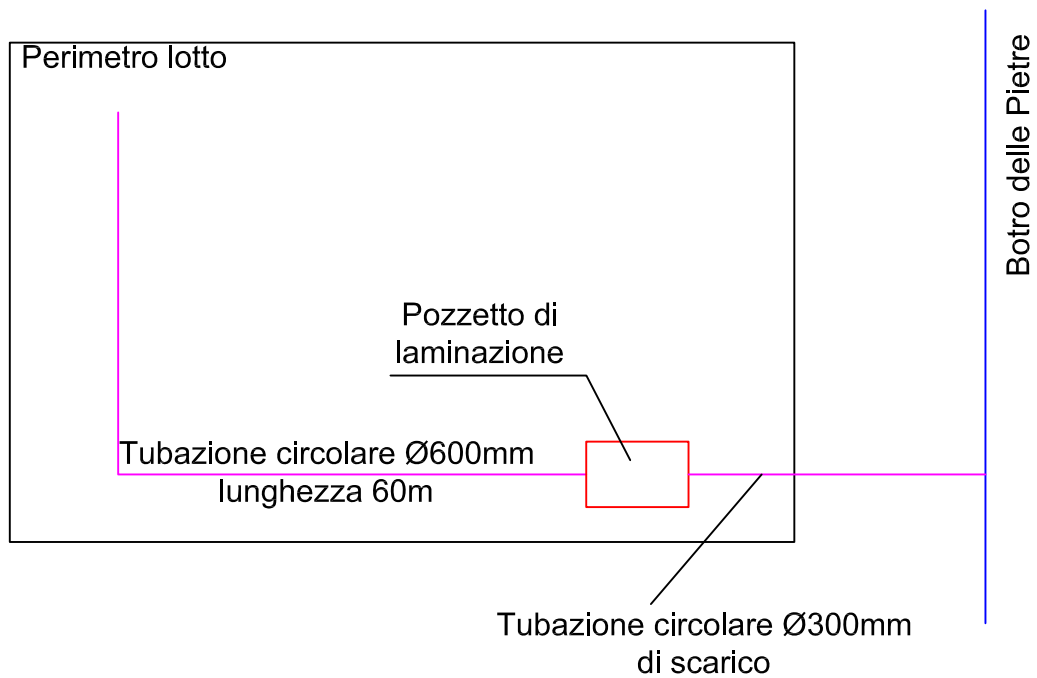 Perimetro lotto
Botro delle Pietre
Pozzetto di
laminazione
Tubazione circolare Ø600mm
lunghezza 60m
Tubazione circolare Ø300mm
di scarico